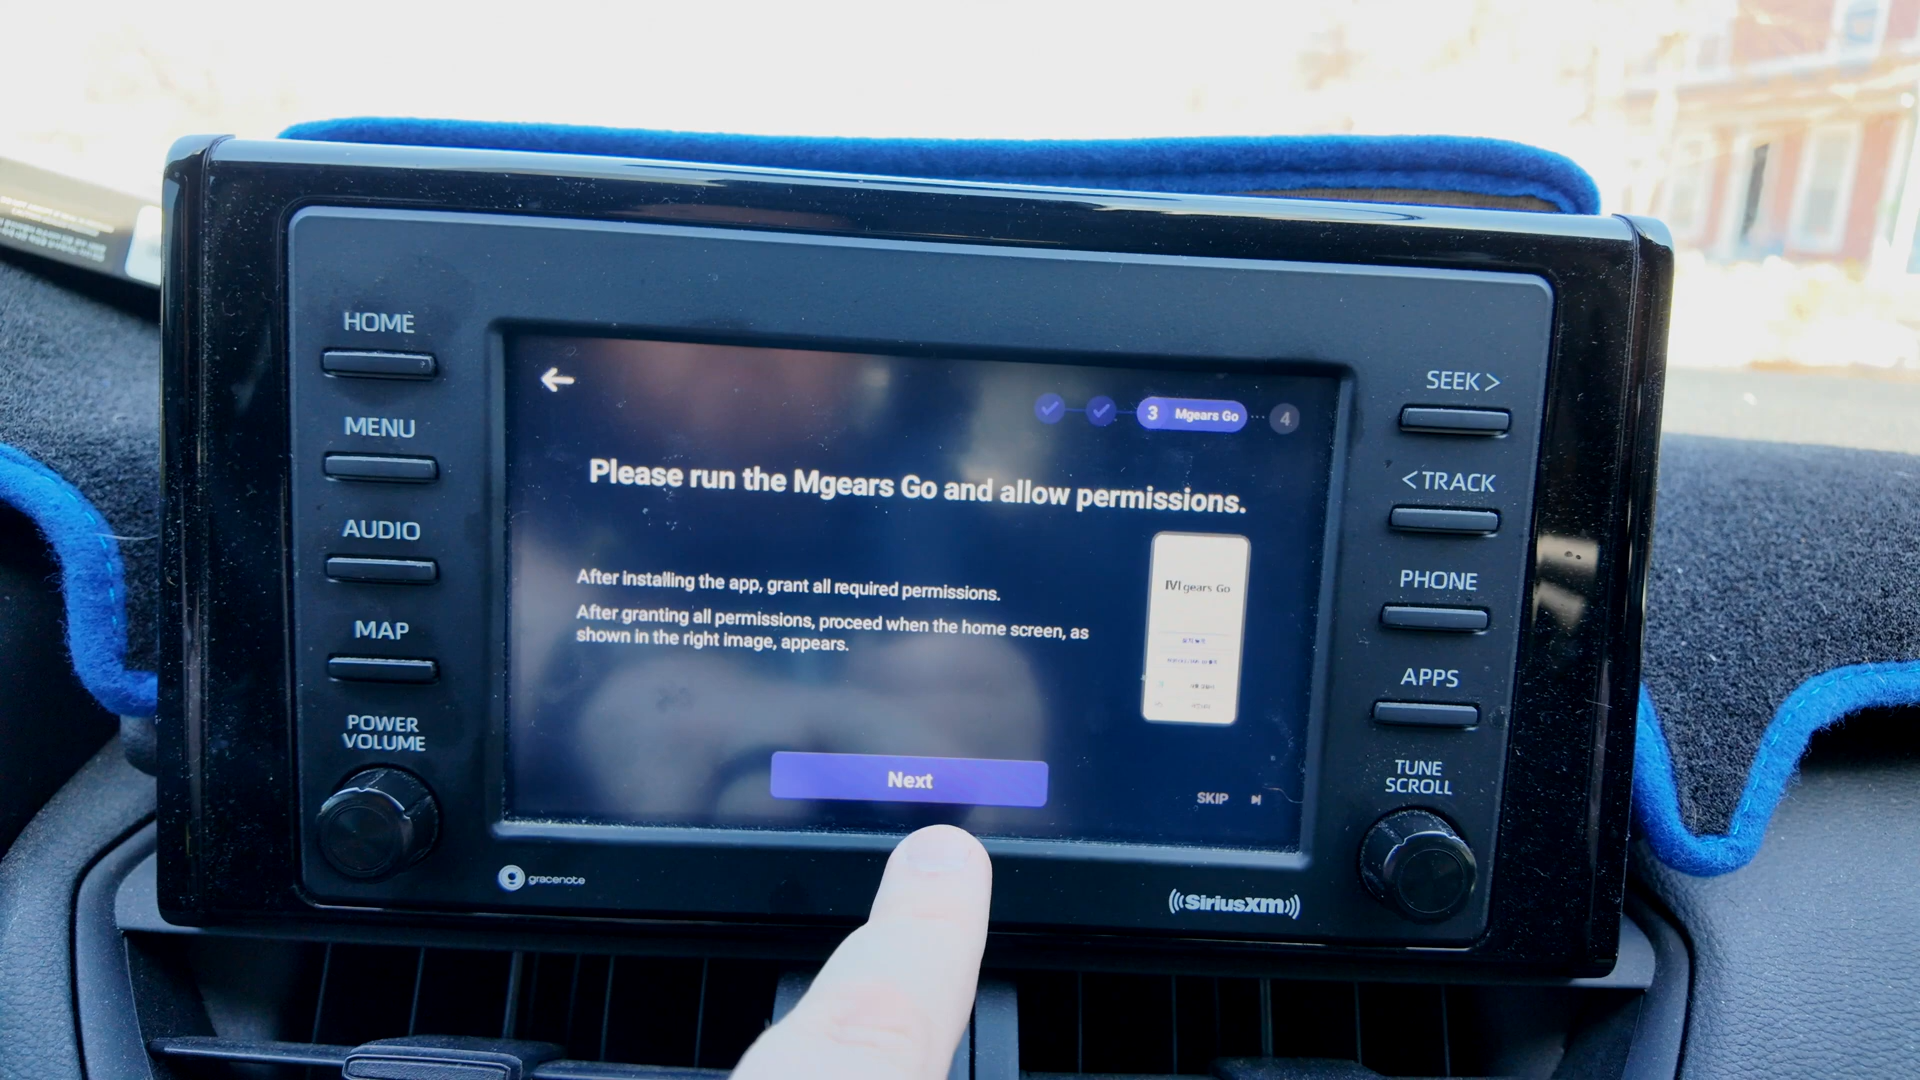 HOME
MENU
AUDIO
MAP
POWER
VOLUME
3 Mgears Go
4
Please run the Mgears Go and allow permissions.
After installing the app, grant all required permissions.
After granting all permissions, proceed when the home screen, as
shown in the right image, appears.
Mgears Go
Next
SKIP
SEEK >
< TRACK
PHONE
APPS
TUNE
SCROLL
gracenote
((SiriusXM))